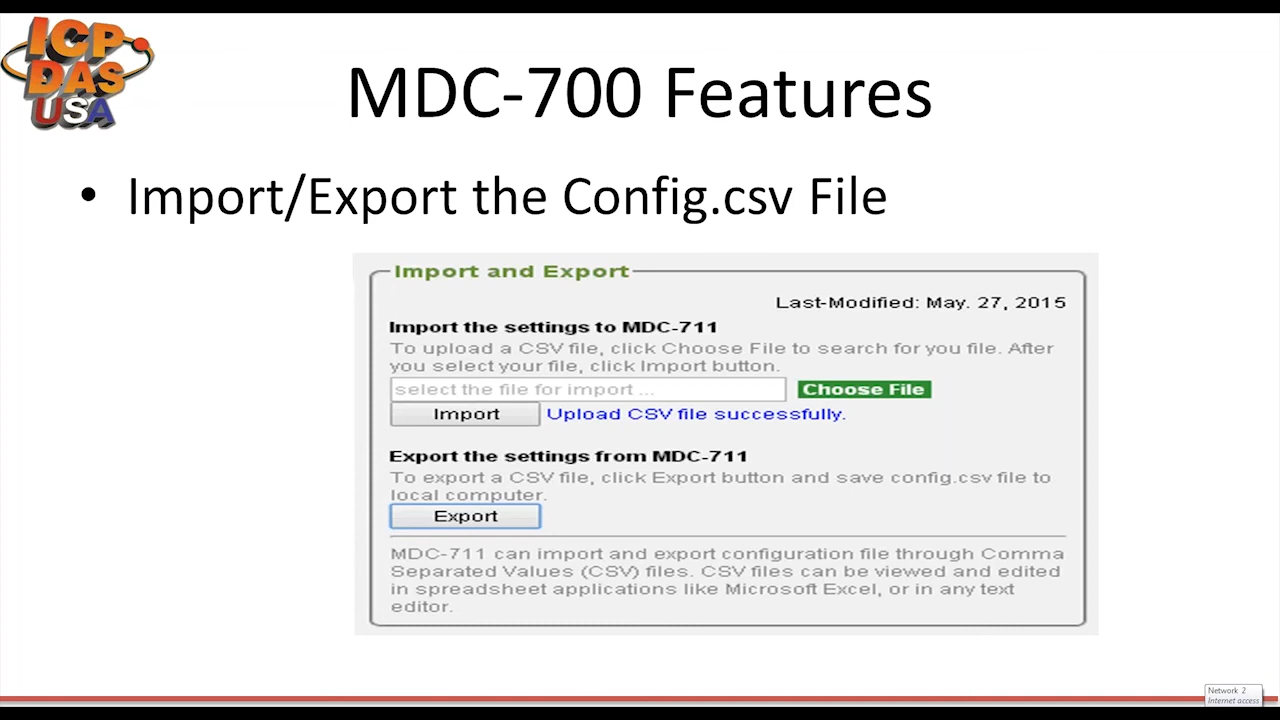 ICP
DAS
USA
MDC-700 Features
• Import/Export the Config.csv File
Import and Export
Last-Modified: May. 27, 2015
Import the settings to MDC-711
To upload a CSV file, click Choose File to search for you file. After
you select your file, click Import button.
select the file for import ...
Choose File
Import
Upload CSV file successfully.
Export the settings from MDC-711
To export a CSV file, click Export button and save config.csv file to
local computer.
Export
MDC-711 can import and export configuration file through Comma
Separated Values (CSV) files. CSV files can be viewed and edited
in spreadsheet applications like Microsoft Excel, or in any text
editor.
Network 2
Internet access